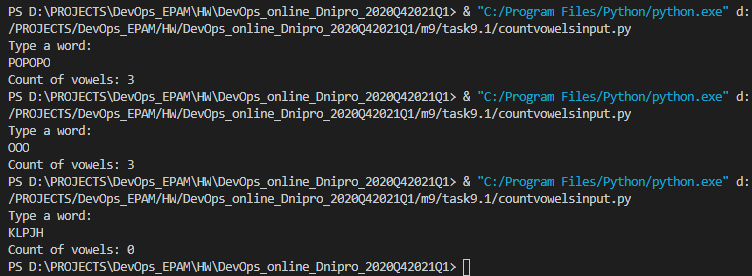 PS D:\PROJECTS\DevOps_EPAM\HW\DevOps_online_Dnipro_2020Q42021Q1> & "C:/Program Files/Python/python.exe" d:
/PROJECTS/DevOps_EPAM/HW/DevOps_online_Dnipro_2020Q42021Q1/m9/task9.1/countvowelsinput.py
Type a word:
POPOPO
Count of vowels: 3
PS D:\PROJECTS\DevOps_EPAM\HW\DevOps_online_Dnipro_2020Q42021Q1> & "C:/Program Files/Python/python.exe" d:
/PROJECTS/DevOps_EPAM/HW/DevOps_online_Dnipro_2020Q42021Q1/m9/task9.1/countvowelsinput.py
Type a word:
OOO
Count of vowels: 3
PS D:\PROJECTS\DevOps_EPAM\HW\DevOps_online_Dnipro_2020Q42021Q1> & "C:/Program Files/Python/python.exe" d:
/PROJECTS/DevOps_EPAM/HW/DevOps_online_Dnipro_2020Q42021Q1/m9/task9.1/countvowelsinput.py
Type a word:
KLPJH
Count of vowels: 0
PS D:\PROJECTS\DevOps_EPAM\HW\DevOps_online_Dnipro_2020Q42021Q1>